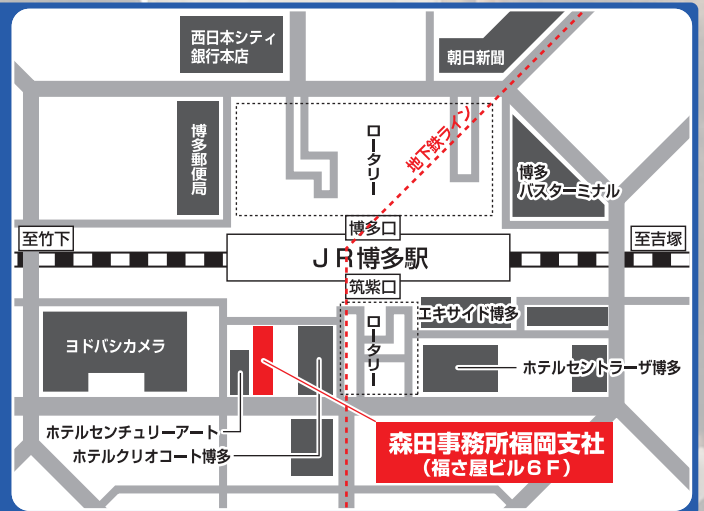 西日本シティ
銀行本店
朝日新聞
博多郵便局
ロータリー
地下鉄ライン
博多
バスターミナル
博多口
至竹下
JR博多駅
至吉塚
筑紫口
エキサイド博多
ロータリー
ヨドバシカメラ
ホテルセントラーザ博多
ホテルセンチュリーアート
ホテルクリオコート博多
森田事務所福岡支社
(福さ屋ビル6F)